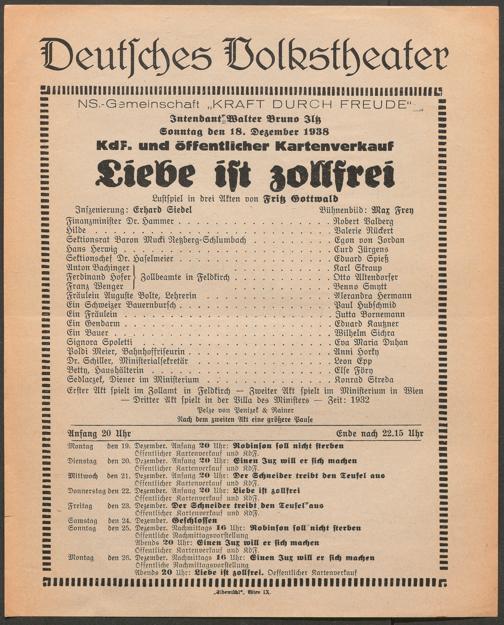 Deutsches Volkstheater
NS.-Gemeinschaft „KRAFT DURCH FREUDE"
Intendant Walter Bruno Iltz
Sonntag den 18. Dezember 1938
KdF. und öffentlicher Kartenverkauf
Liebe ist zollfrei
Lustspiel in drei Akten von Fritz Gottwald
Inszenierung: Erhard Siedel Bühnenbild: Max Frey
Finanzminister Dr. Hammer . . . Robert Valberg
Hilde . . . Valerie Rückert
Sektionsrat Baron Mucki Retzberg-Schlumbach . . . Egon von Jordan
Hans Herwig . . . Curd Jürgens
Sektionschef Dr. Haselmeier . . . Eduard Spieß
Anton Bachinger } Karl Skraup
Ferdinand Hofer } Zollbeamte in Feldkirch . . . Otto Altendorfer
Franz Wenger } Benno Smytt
Fräulein Auguste Bolte, Lehrerin . . . Alexandra Hermann
Ein Schweizer Bauernbursch . . . Paul Hubschmid
Ein Fräulein . . . Jutta Bornemann
Ein Gendarm . . . Eduard Kautzner
Ein Bauer . . . Wilhelm Sichra
Signora Spoletti . . . Eva Maria Duhan
Poldi Meier, Bahnhoffriseurin . . . Anni Korky
Dr. Schiller, Ministerialsekretär . . . Leon Epp
Betty, Haushälterin . . . Else Föry
Sedlaczek, Diener im Ministerium . . . Konrad Streda
Erster Akt spielt im Zollamt in Feldkirch — Zweiter Akt spielt im Ministerium in Wien
— Dritter Akt spielt in der Villa des Ministers — Zeit: 1932
Pelze von Penizek & Rainer
Nach dem zweiten Akt eine größere Pause
Anfang 20 Uhr Ende nach 22.15 Uhr
Montag den 19. Dezember. Anfang 20 Uhr: Robinson soll nicht sterben
Öffentlicher Kartenverkauf und KdF.
Dienstag den 20. Dezember. Anfang 20 Uhr: Einen Jux will er sich machen
Öffentlicher Kartenverkauf und KdF.
Mittwoch den 21. Dezember. Anfang 20 Uhr: Der Schneider treibt den Teufel aus
Öffentlicher Kartenverkauf und KdF.
Donnerstag den 22. Dezember. Anfang 20 Uhr: Liebe ist zollfrei
Öffentlicher Kartenverkauf und KdF.
Freitag den 23. Dezember. Der Schneider treibt den Teufel aus
Öffentlicher Kartenverkauf und KdF.
Samstag den 24. Dezember. Geschlossen
Sonntag den 25. Dezember. Nachmittags 16 Uhr: Robinson soll nicht sterben
Öffentliche Nachmittagsvorstellung
Abends 20 Uhr: Einen Jux will er sich machen
Öffentlicher Kartenverkauf und KdF.
Montag den 26. Dezember. Nachmittags 16 Uhr: Einen Jux will er sich machen
Öffentliche Nachmittagsvorstellung
Abends 20 Uhr: Liebe ist zollfrei. Oeffentlicher Kartenverkauf
„Elbemühl", Wien IX.